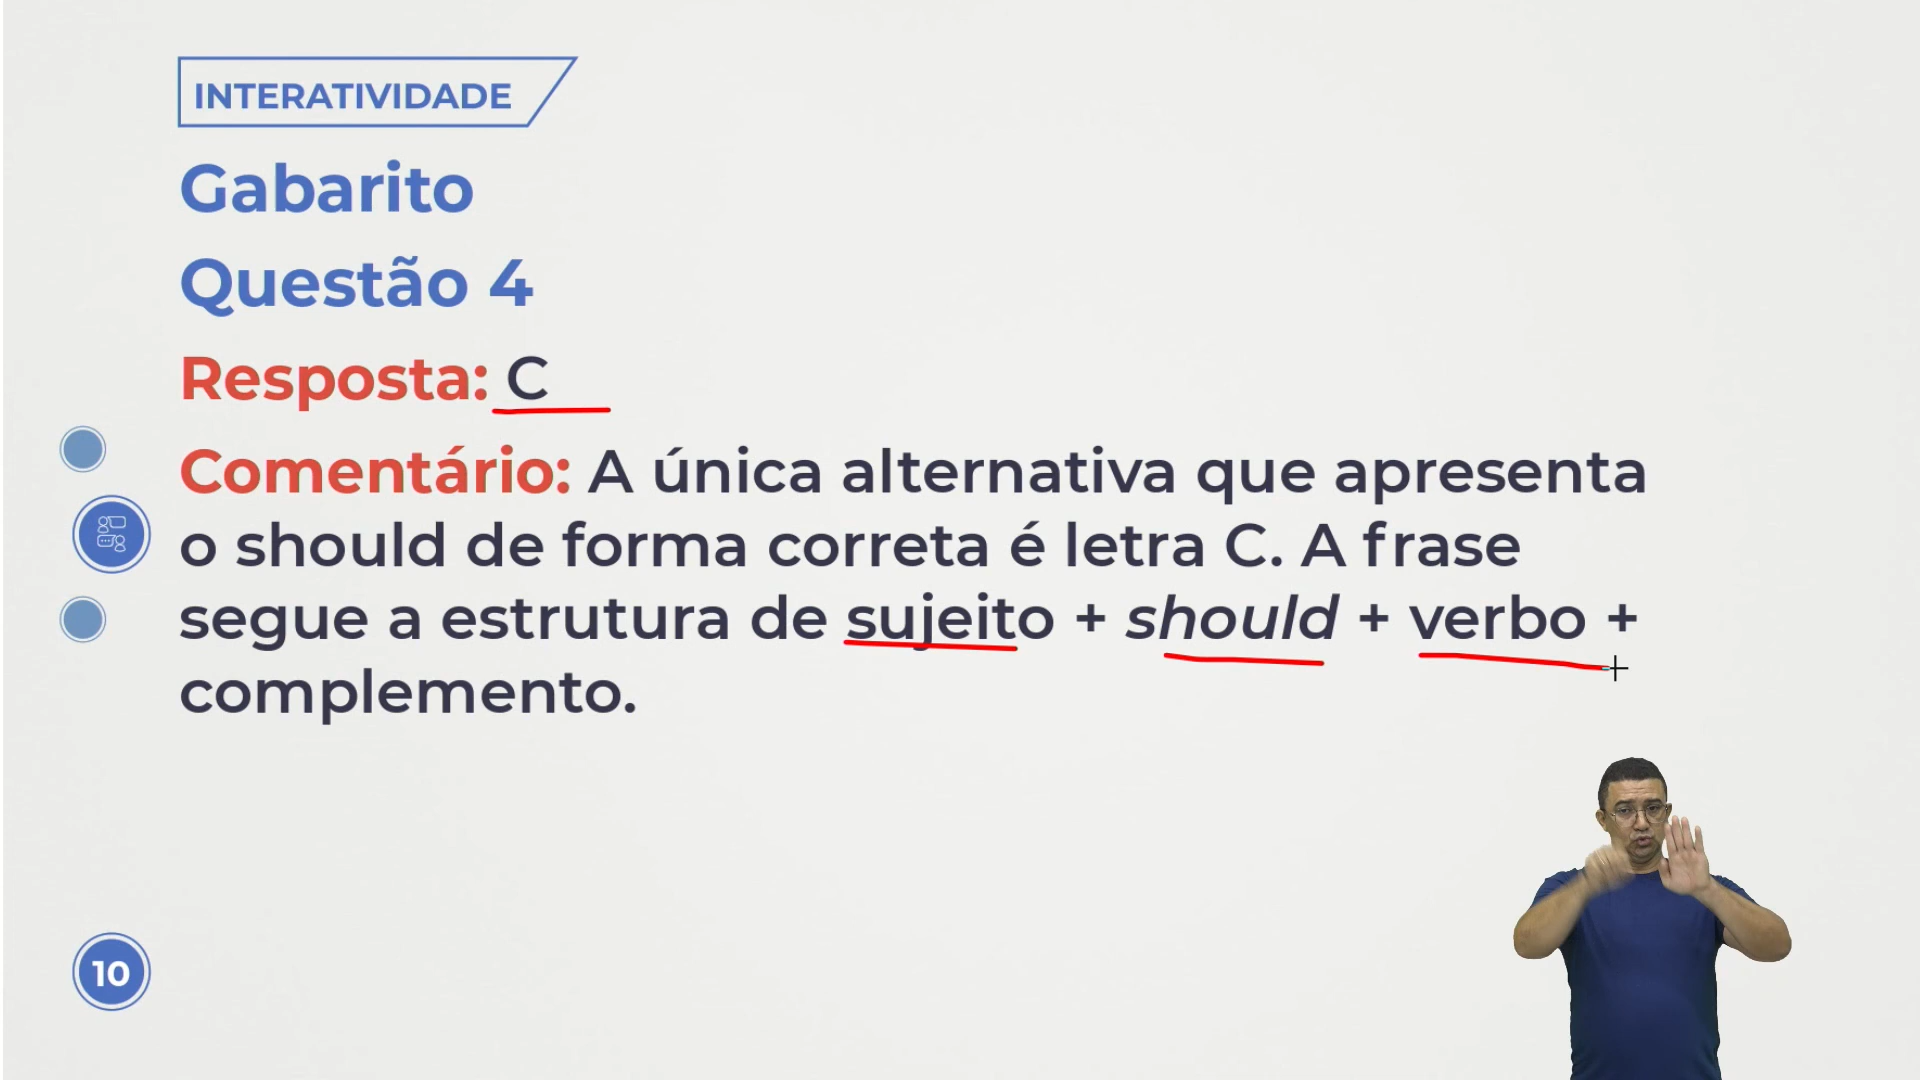 INTERATIVIDADE
Gabarito
Questão 4
Resposta: C
Comentário: A única alternativa que apresenta
o should de forma correta é letra C. A frase
segue a estrutura de sujeito + should + verbo +
complemento.
10